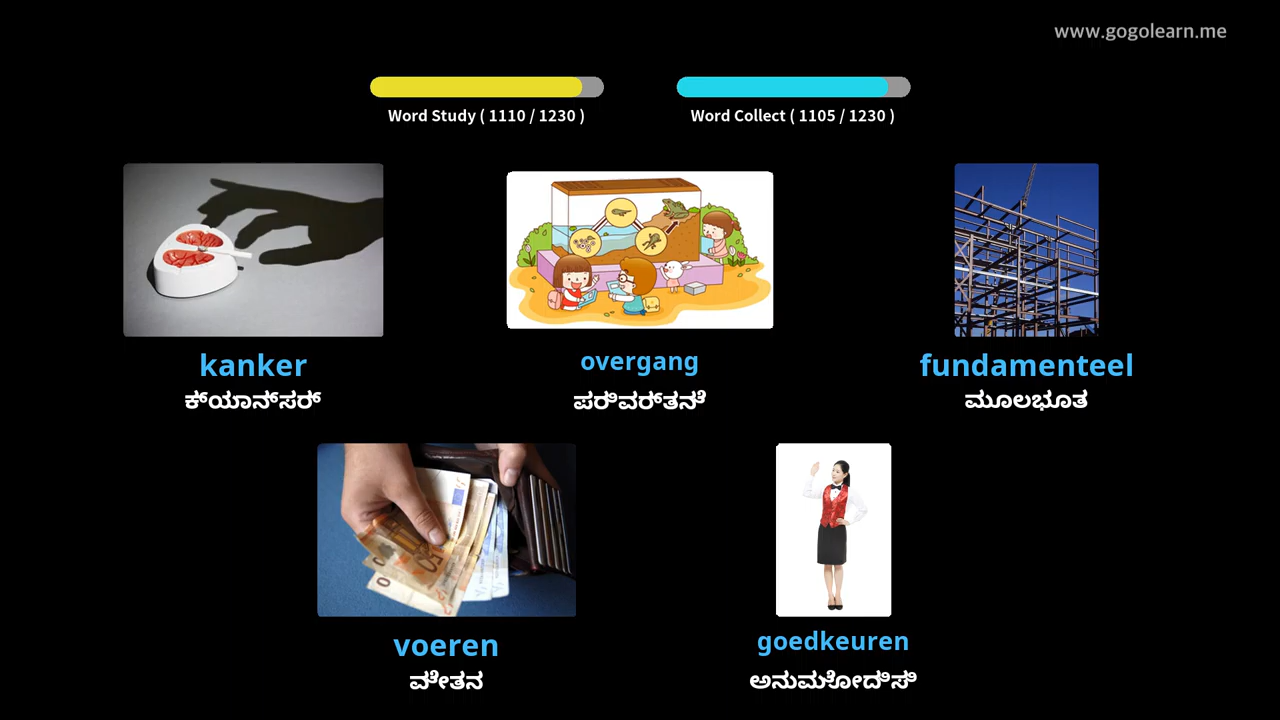 www.gogolearn.me
Word Study ( 1110 / 1230 )
Word Collect ( 1105 / 1230 )
kanker
ಕ್ಯಾನ್ಸರ್
overgang
ಪರಿವರ್ತನೆ
fundamenteel
ಮೂಲಭೂತ
voeren
ವೇತನ
goedkeuren
ಅನುಮೋದಿಸಿ